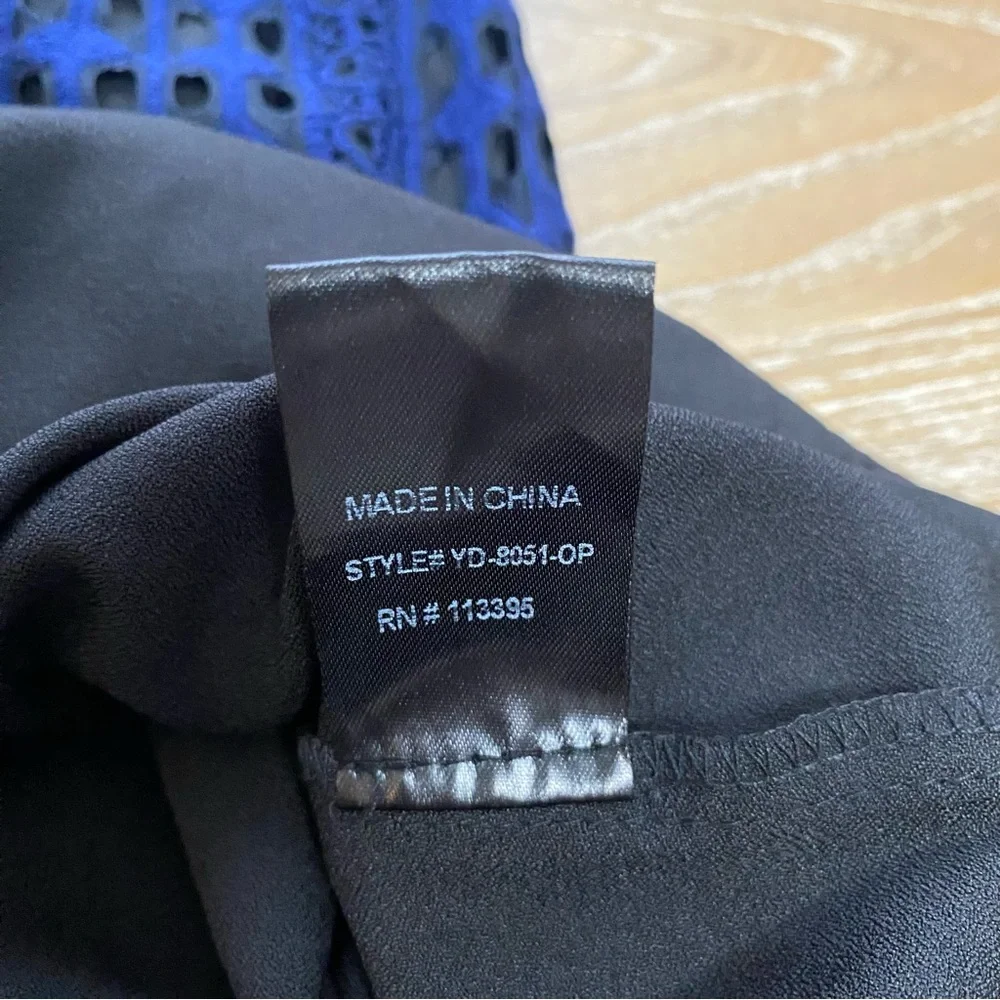 MADE IN CHINA
STYLE# YD-8051-OP
RN # 113395